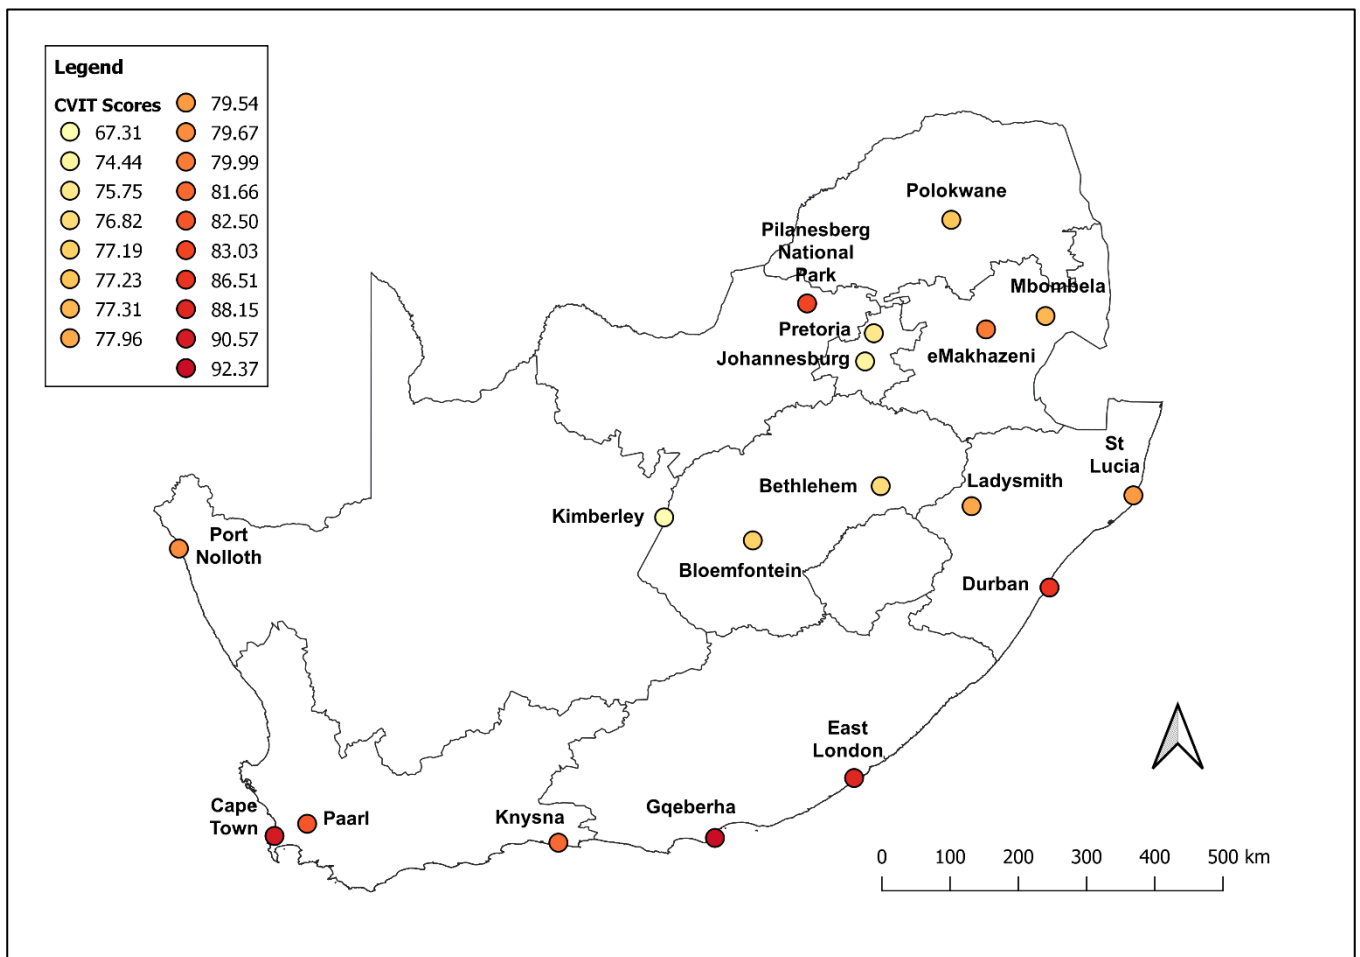 Legend
CVIT Scores
67.31
74.44
75.75
76.82
77.19
77.23
77.31
77.96
79.54
79.67
79.99
81.66
82.50
83.03
86.51
88.15
90.57
92.37
Polokwane
Pilanesberg
National
Park
Mbombela
Pretoria
Johannesburg
eMakhazeni
St
Lucia
Bethlehem
Ladysmith
Kimberley
Port
Nolloth
Bloemfontein
Durban
East
London
Cape
Town
Paarl
Knysna
Gqeberha
0 100 200 300 400 500 km